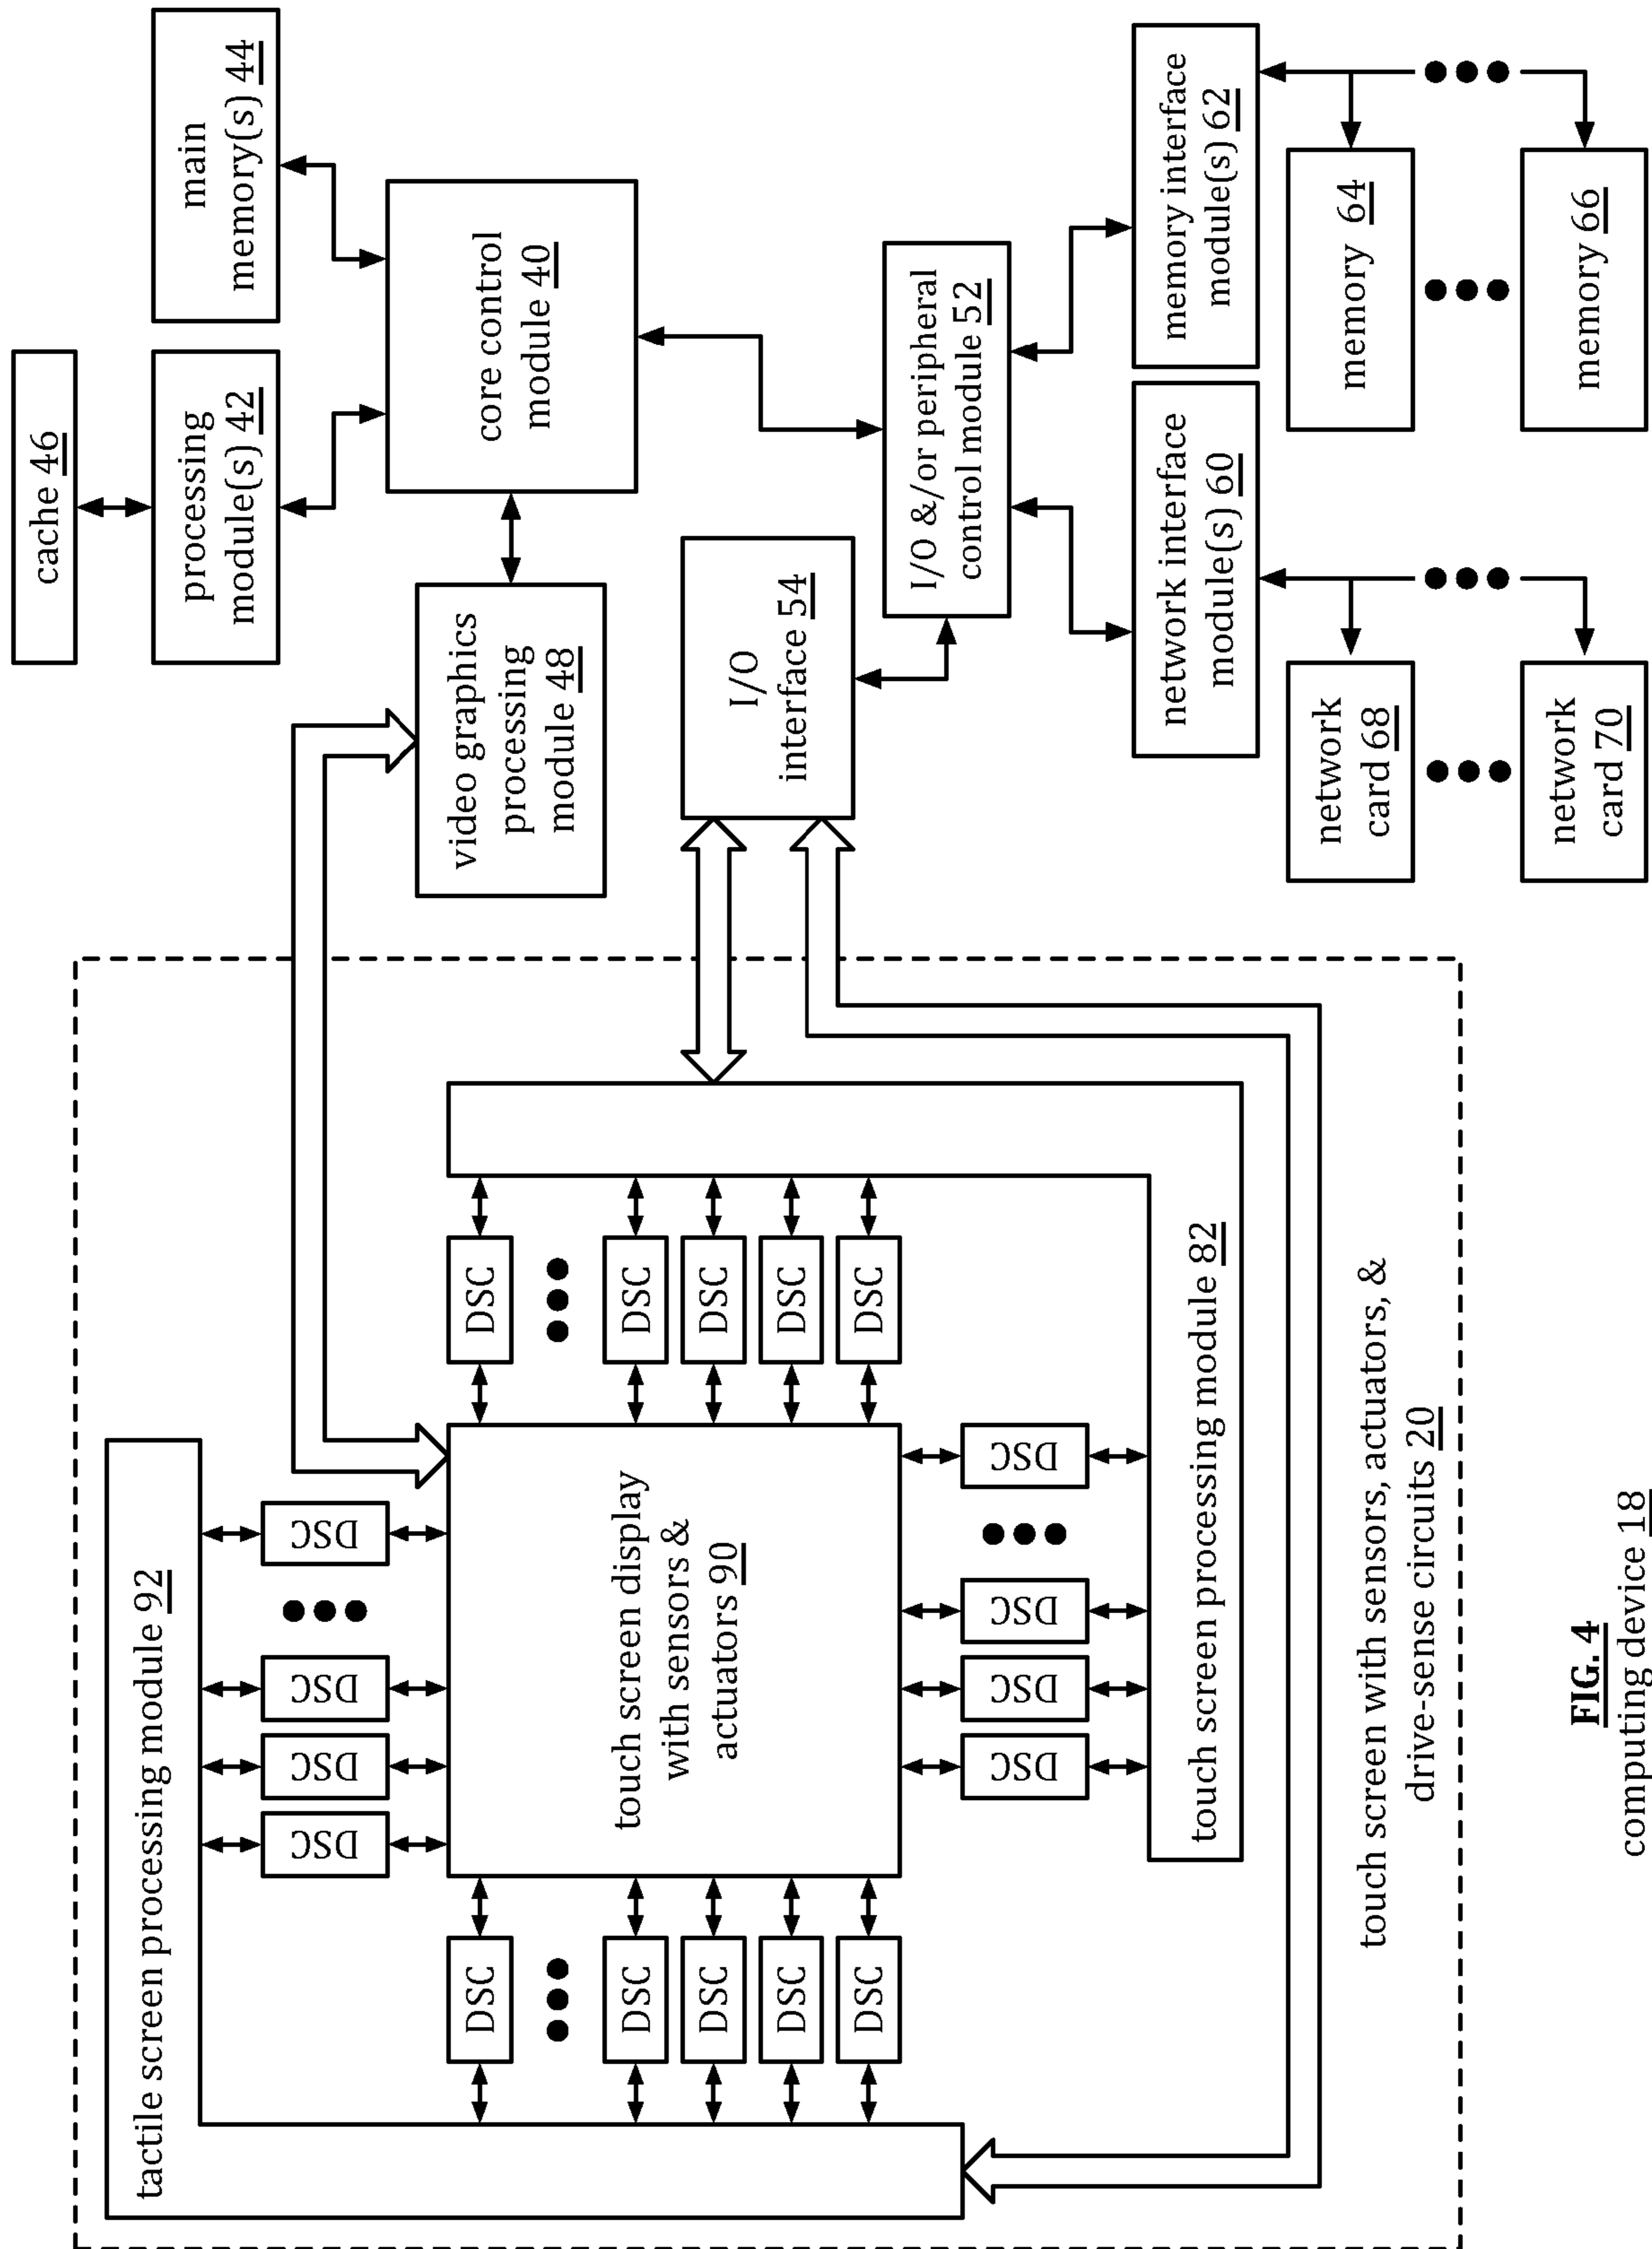 cache 46
processing
module(s) 42
main
memory(s) 44
core control
module 40
video graphics
processing
module 48
I/O
interface 54
I/O &/or peripheral
control module 52
network interface
module(s) 60
memory interface
module(s) 62
network
card 68
network
card 70
memory 64
memory 66
tactile screen processing module 92
DSC
DSC
DSC
DSC
DSC
DSC
DSC
DSC
DSC
touch screen display
with sensors &
actuators 90
DSC
DSC
DSC
DSC
DSC
DSC
DSC
DSC
DSC
touch screen processing module 82
touch screen with sensors, actuators, &
drive-sense circuits 20
FIG. 4
computing device 18